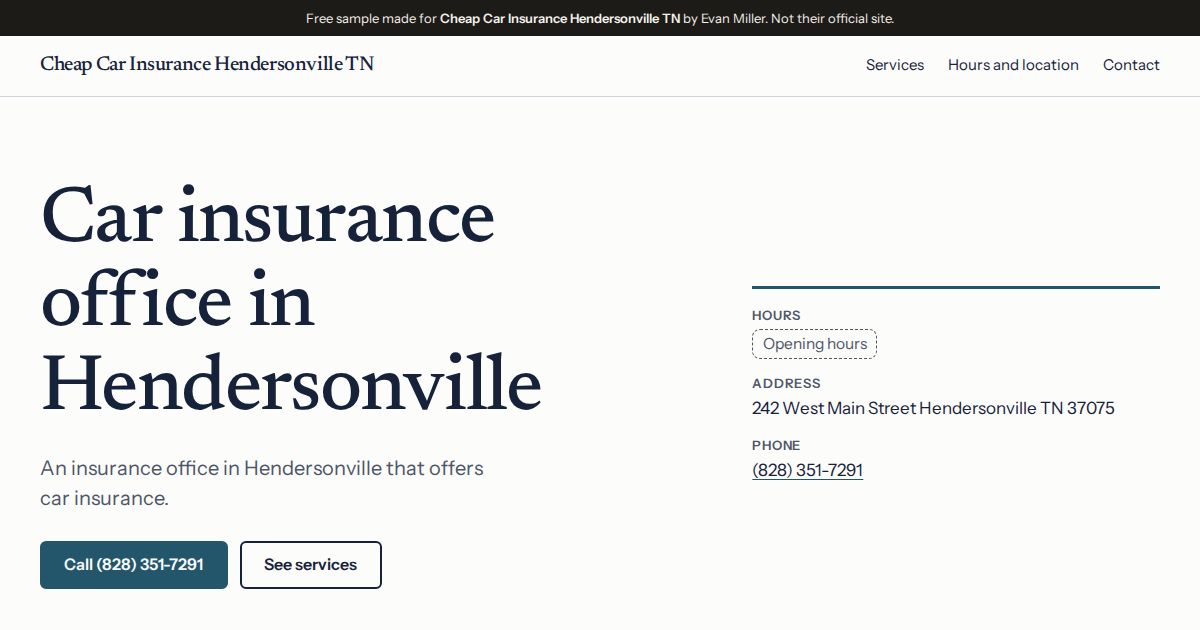 Free sample made for Cheap Car Insurance Hendersonville TN by Evan Miller. Not their official site.
Cheap Car Insurance Hendersonville TN
Services
Hours and location
Contact
Car insurance
office in
Hendersonville
An insurance office in Hendersonville that offers
car insurance.
Call (828) 351-7291
See services
HOURS
Opening hours
ADDRESS
242 West Main Street Hendersonville TN 37075
PHONE
(828) 351-7291